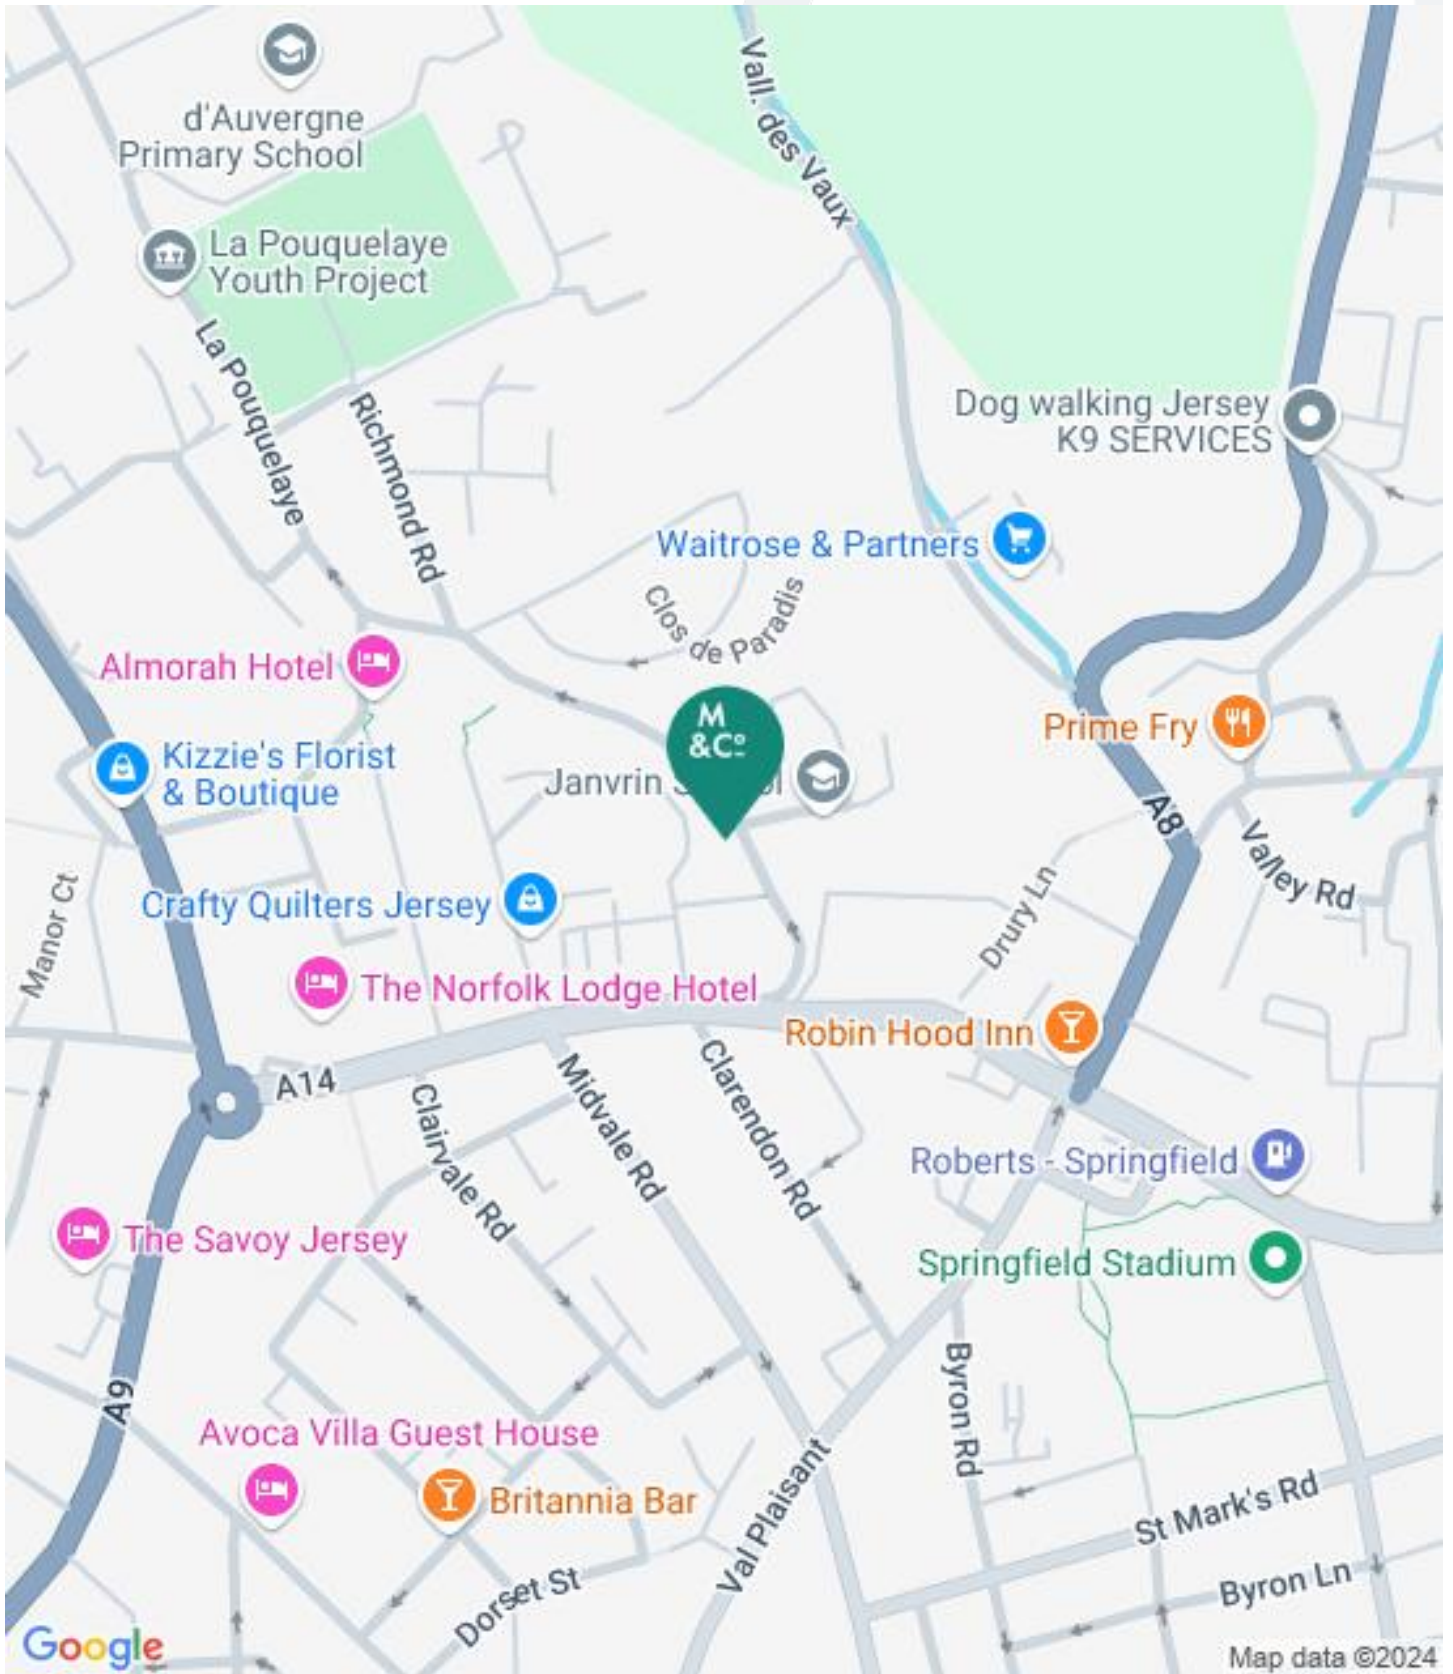 Vall. des Vaux
d'Auvergne
Primary School
La Pouquelaye
Youth Project
La Pouquelaye
Richmond Rd
Dog walking Jersey
K9 SERVICES
Waitrose & Partners
Clos de Paradis
Almorah Hotel
M
&Co
Prime Fry
Kizzie's Florist
& Boutique
Janvrin
A8
Valley Rd
Manor Ct
Crafty Quilters Jersey
Drury Ln
The Norfolk Lodge Hotel
Robin Hood Inn
A14
Clairvale Rd
Midvale Rd
Clarendon Rd
Roberts - Springfield
The Savoy Jersey
Springfield Stadium
A9
Byron Rd
Avoca Villa Guest House
Britannia Bar
Val Plaisant
St Mark's Rd
Dorset St
Byron Ln
Google
Map data ©2024